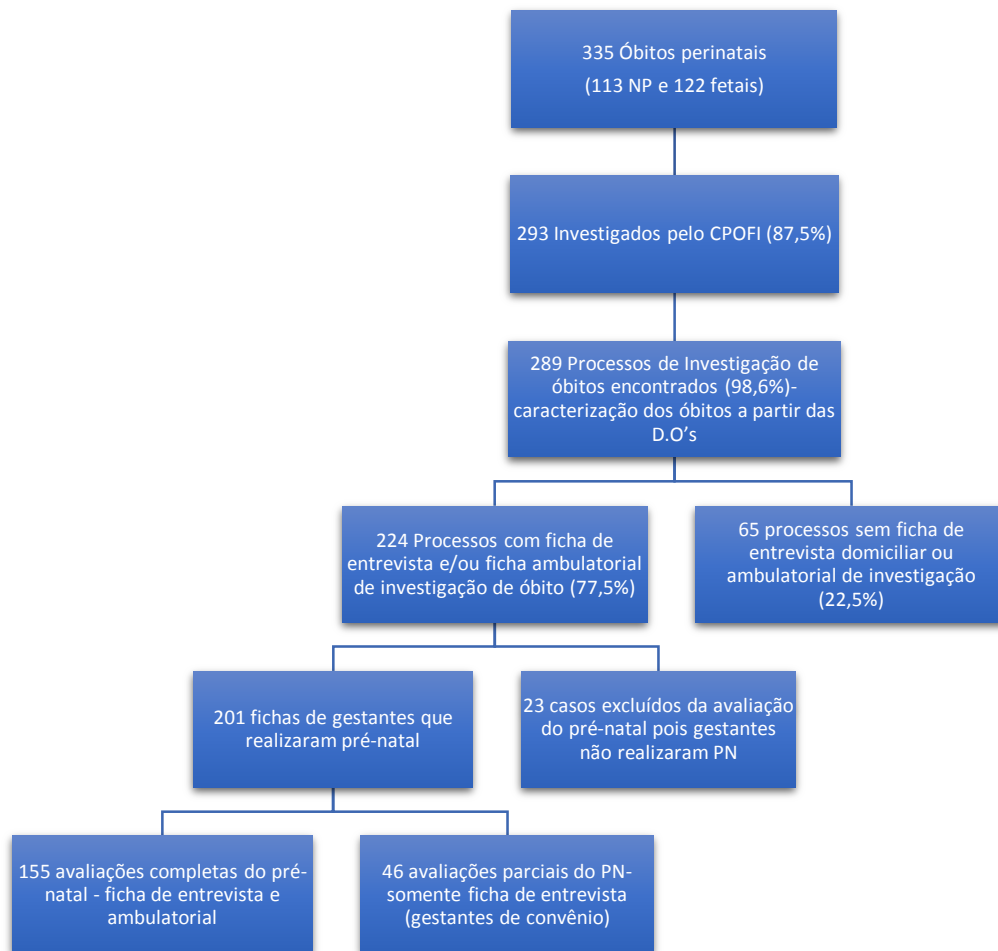 335 Óbitos perinatais
(113 NP e 122 fetais)
293 Investigados pelo CPOFI (87,5%)
289 Processos de Investigação de
óbitos encontrados (98,6%)-
caracterização dos óbitos a partir das
D.O’s
224 Processos com ficha de
entrevista e/ou ficha ambulatorial
de investigação de óbito (77,5%)
65 processos sem ficha de
entrevista domiciliar ou
ambulatorial de investigação
(22,5%)
201 fichas de gestantes que
realizaram pré-natal
23 casos excluídos da avaliação
do pré-natal pois gestantes
não realizaram PN
155 avaliações completas do pré-
natal - ficha de entrevista e
ambulatorial
46 avaliações parciais do PN-
somente ficha de entrevista
(gestantes de convênio)